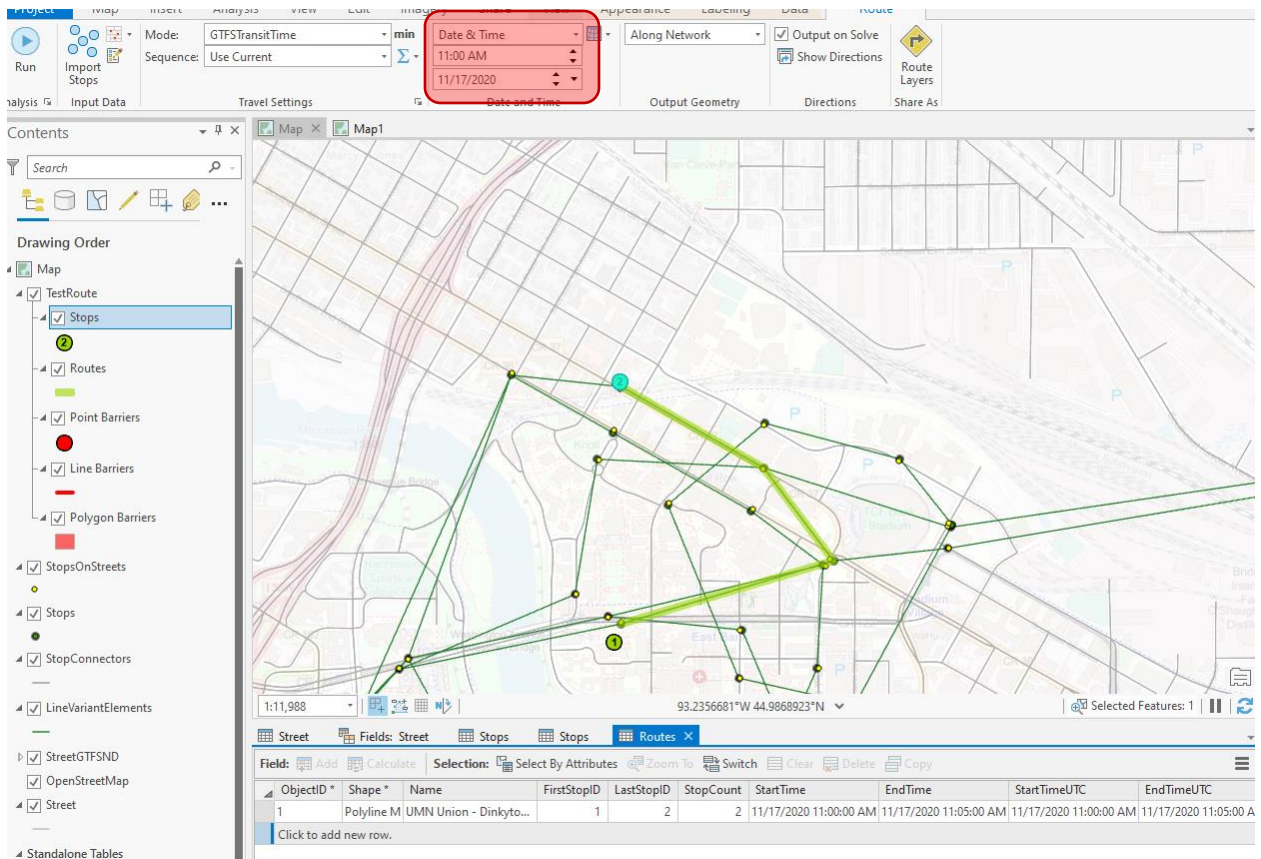 Project Map Insert Analysis View Edit Imagery Share View Appearance Labeling Data Route
Mode: GTFSTransitTime min Date & Time Along Network Output on Solve
Sequence: Use Current 11:00 AM Show Directions
11/17/2020
Run Import Stops Route Layers
Input Data Travel Settings Date and Time Output Geometry Directions Share As
Contents
Map Map1
Search
Drawing Order
Map
TestRoute
Stops
2
Routes
Point Barriers
Line Barriers
Polygon Barriers
StopsOnStreets
Stops
StopConnectors
LineVariantElements
StreetGTFSND
OpenStreetMap
Street
Standalone Tables
P
P
2
P
P
Stadium
East Bank
1
P
1:11,988 93.2356681°W 44.9868923°N Selected Features: 1
Street Fields: Street Stops Stops Routes
Field: Add Calculate Selection: Select By Attributes Zoom To Switch Clear Delete Copy
ObjectID * Shape * Name FirstStopID LastStopID StopCount StartTime EndTime StartTimeUTC EndTimeUTC
1 Polyline M UMN Union - Dinkyto... 1 2 2 11/17/2020 11:00:00 AM 11/17/2020 11:05:00 AM 11/17/2020 11:00:00 AM 11/17/2020 11:05:00 A
Click to add new row.